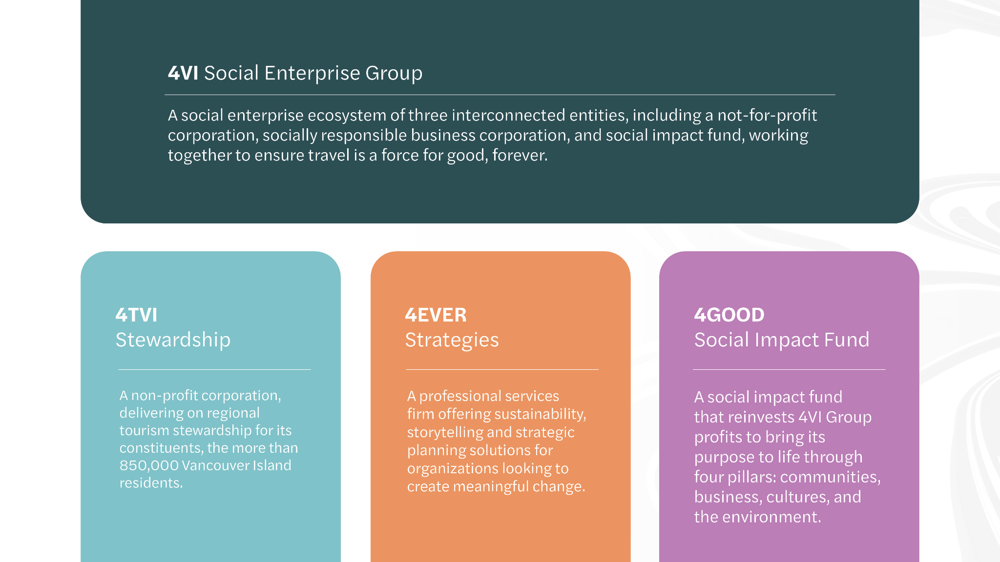 4VI Social Enterprise Group
A social enterprise ecosystem of three interconnected entities, including a not-for-profit
corporation, socially responsible business corporation, and social impact fund, working
together to ensure travel is a force for good, forever.
4TVI
Stewardship
A non-profit corporation,
delivering on regional
tourism stewardship for its
constituents, the more than
850,000 Vancouver Island
residents.
4EVER
Strategies
A professional services
firm offering sustainability,
storytelling and strategic
planning solutions for
organizations looking to
create meaningful change.
4GOOD
Social Impact Fund
A social impact fund
that reinvests 4VI Group
profits to bring its
purpose to life through
four pillars: communities,
business, cultures, and
the environment.